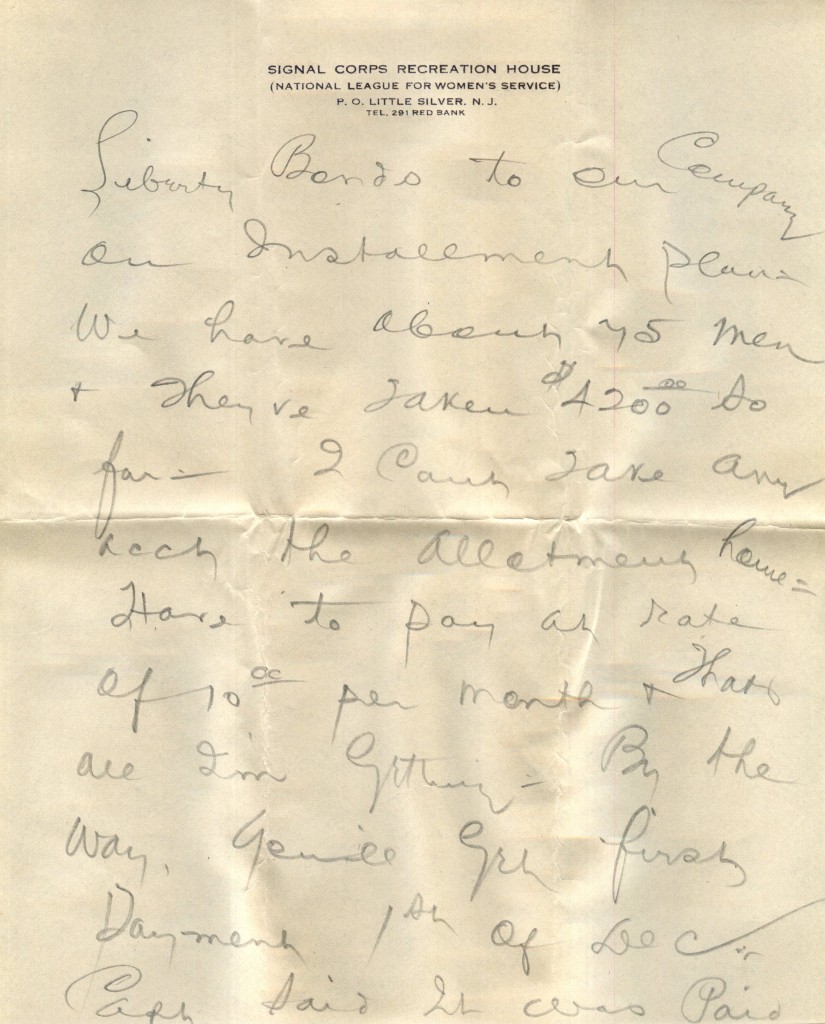 SIGNAL CORPS RECREATION HOUSE
(NATIONAL LEAGUE FOR WOMEN'S SERVICE)
P. O. LITTLE SILVER, N. J.
TEL. 291 RED BANK
Liberty Bonds to our Company
on Installment plan=
We have about 75 Men
+ They've Taken $4200.00 So
far= I Can't Take any
acct the Allotment home=
Have to pay at rate
of 10.00 per month + That's
all I'm Getting= By the
way, You'll Get first
Payment 1st of Dec=
Capt Said It was Paid